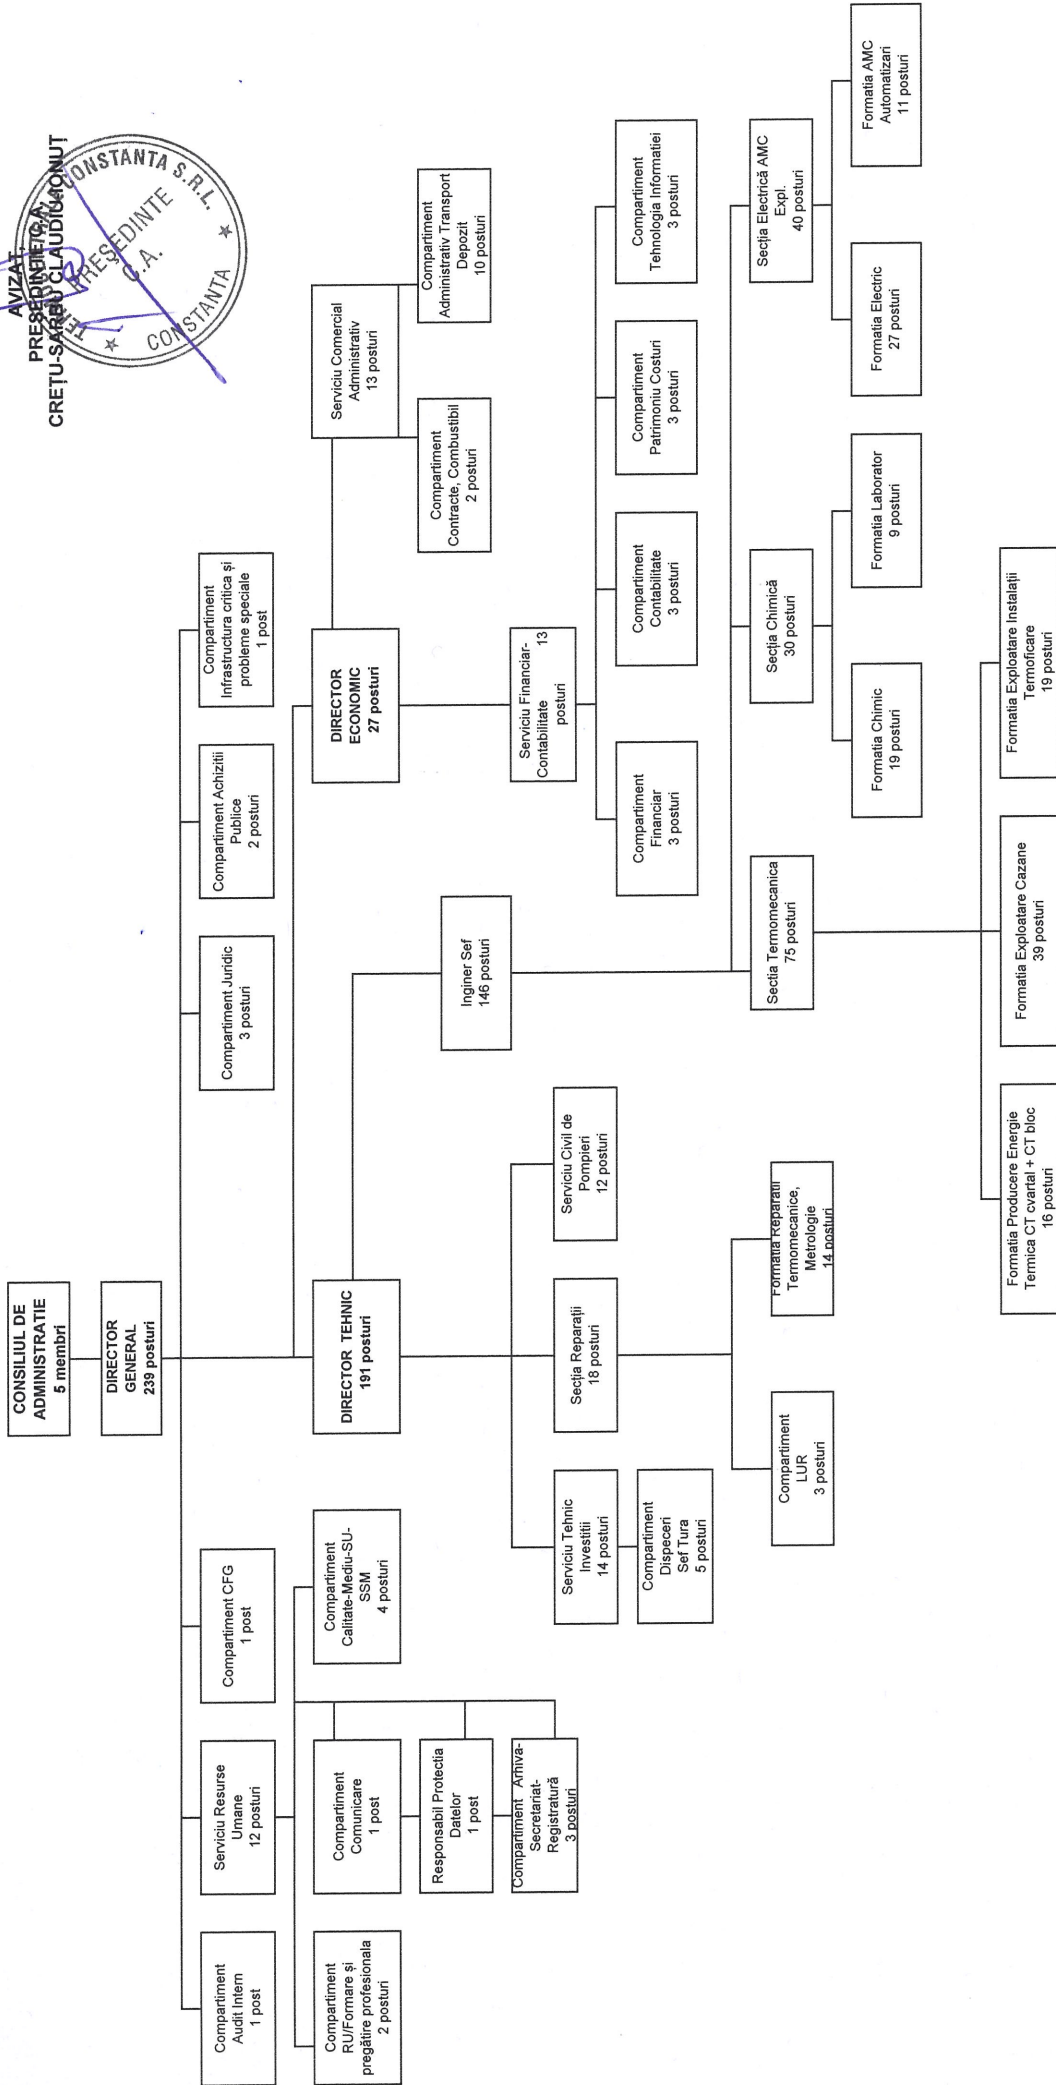 AVIZAT,
PREȘEDINTE C.A.
CREȚU-SARBU CLAUDIU IONUȚ
CONSTANTA S.R.L.
PREȘEDINTE
C.A.
CONSTANTA
CONSILIUL DE
ADMINISTRATIE
5 membri
DIRECTOR
GENERAL
239 posturi
Compartiment
Audit Intern
1 post
Serviciu Resurse
Umane
12 posturi
Compartiment CFG
1 post
Compartiment Juridic
3 posturi
Compartiment Achizitii
Publice
2 posturi
Compartiment
Infrastructura critica și
probleme speciale
1 post
Compartiment
RU/Formare și
pregătire profesionala
2 posturi
Compartiment
Comunicare
1 post
Compartiment
Calitate-Mediu-SU-
SSM
4 posturi
Responsabil Protectia
Datelor
1 post
Compartiment Arhiva-
Secretariat-
Registratură
3 posturi
DIRECTOR TEHNIC
191 posturi
DIRECTOR
ECONOMIC
27 posturi
Serviciu Comercial
Administrativ
13 posturi
Compartiment
Contracte, Combustibil
2 posturi
Compartiment
Administrativ Transport
Depozit
10 posturi
Inginer Sef
146 posturi
Serviciu Financiar-
Contabilitate 13
posturi
Serviciu Tehnic
Investitii
14 posturi
Secția Reparații
18 posturi
Serviciu Civil de
Pompieri
12 posturi
Compartiment
Dispeceri
Sef Tura
5 posturi
Compartiment
Financiar
3 posturi
Compartiment
Contabilitate
3 posturi
Compartiment
Patrimoniu Costuri
3 posturi
Compartiment
Tehnologia Informatiei
3 posturi
Compartiment
LUR
3 posturi
Formatia Reparatii
Termomecanice,
Metrologie
14 posturi
Sectia Termomecanica
75 posturi
Secția Chimică
30 posturi
Secția Electrică AMC
Expl.
40 posturi
Formatia Chimic
19 posturi
Formatia Laborator
9 posturi
Formatia Electric
27 posturi
Formatia AMC
Automatizari
11 posturi
Formatia Producere Energie
Termica CT cvartal + CT bloc
16 posturi
Formatia Exploatare Cazane
39 posturi
Formatia Exploatare Instalații
Termoficare
19 posturi